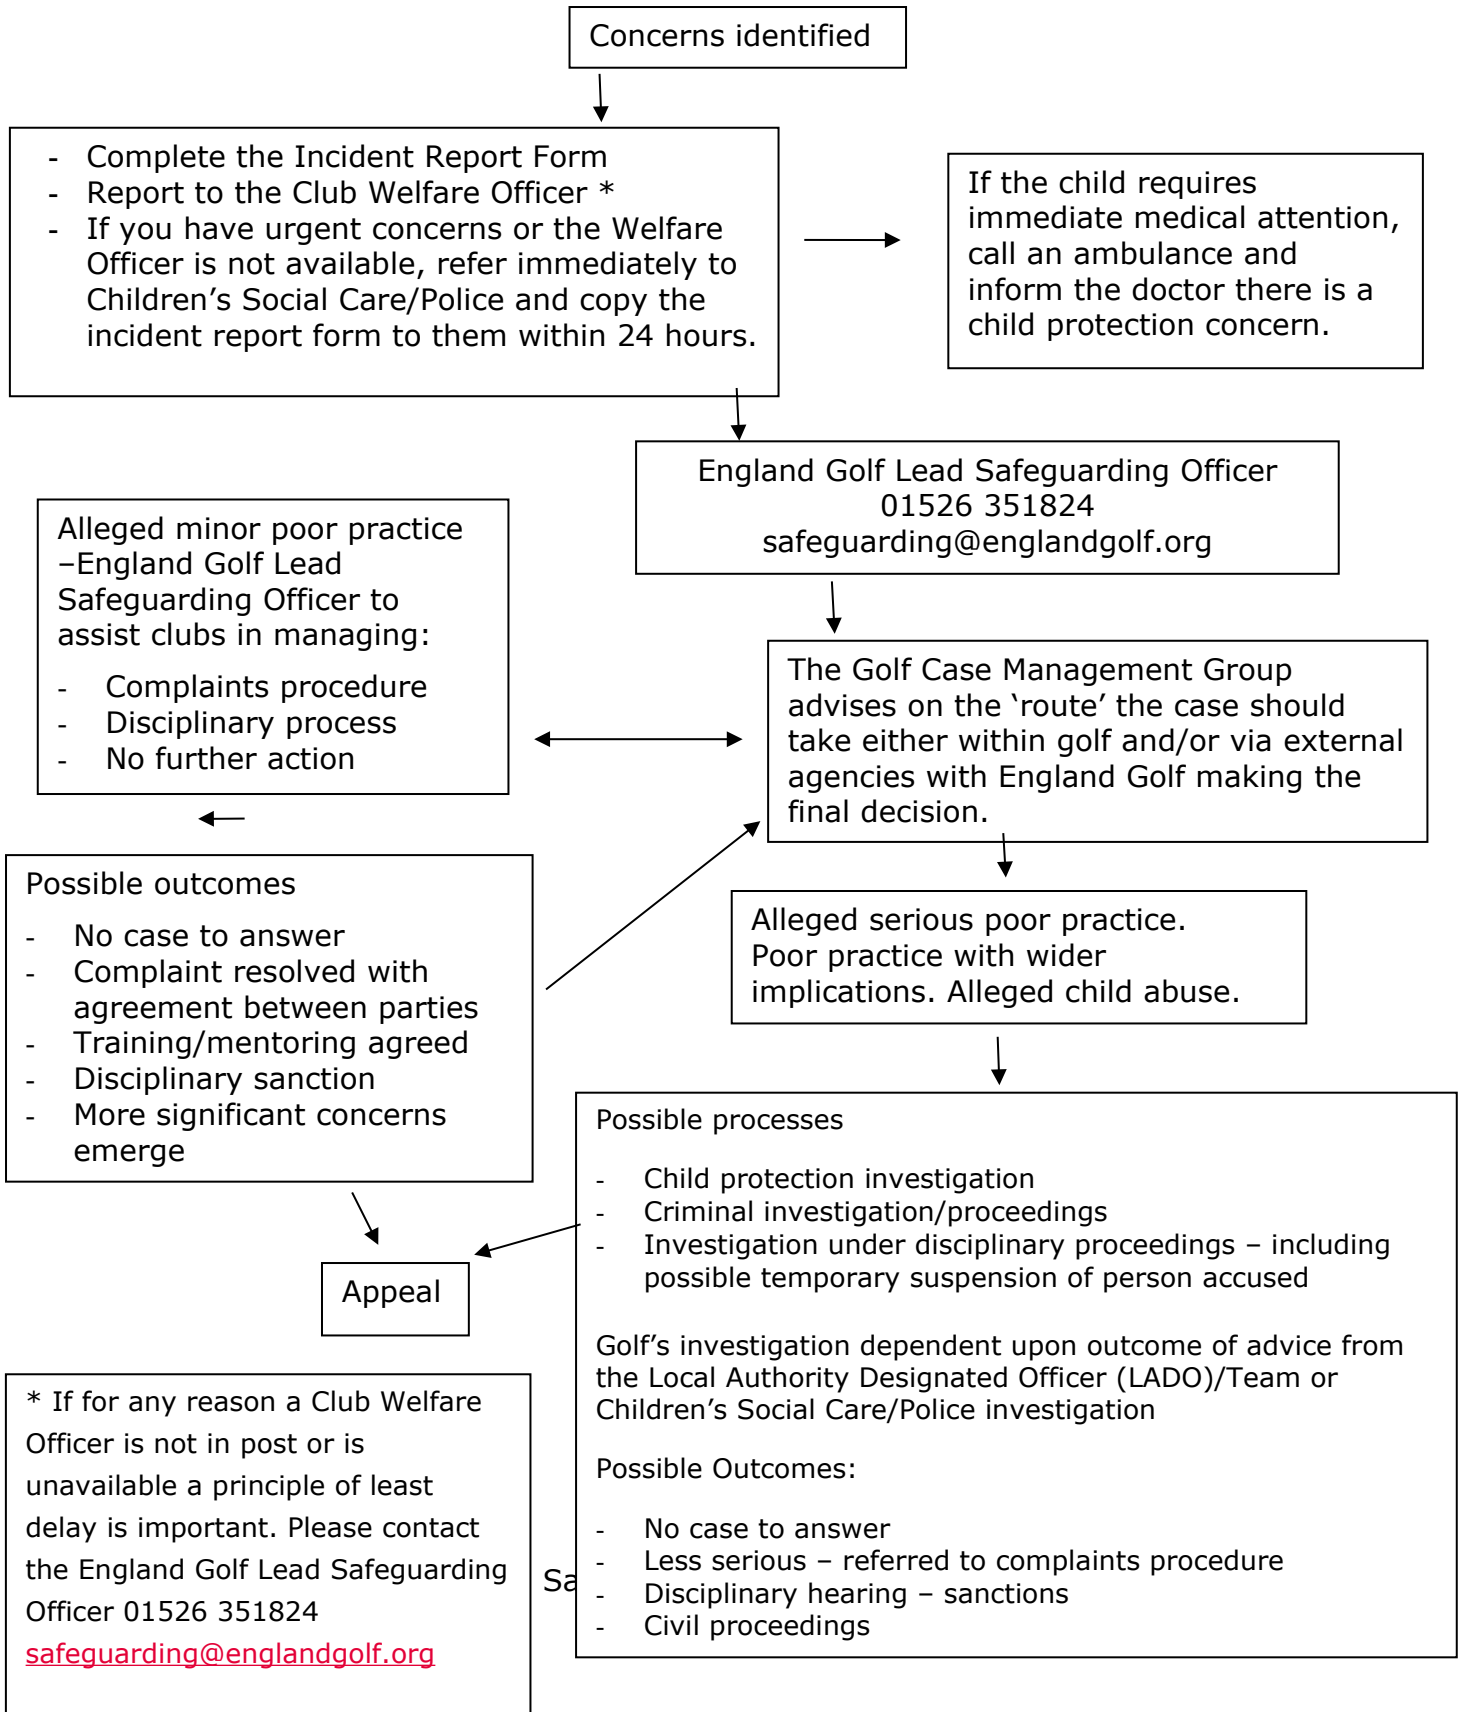 Concerns identified
- Complete the Incident Report Form
- Report to the Club Welfare Officer *
- If you have urgent concerns or the Welfare
Officer is not available, refer immediately to
Children’s Social Care/Police and copy the
incident report form to them within 24 hours.
If the child requires
immediate medical attention,
call an ambulance and
inform the doctor there is a
child protection concern.
England Golf Lead Safeguarding Officer
01526 351824
safeguarding@englandgolf.org
Alleged minor poor practice
–England Golf Lead
Safeguarding Officer to
assist clubs in managing:
- Complaints procedure
- Disciplinary process
- No further action
The Golf Case Management Group
advises on the ‘route’ the case should
take either within golf and/or via external
agencies with England Golf making the
final decision.
Possible outcomes
- No case to answer
- Complaint resolved with
agreement between parties
- Training/mentoring agreed
- Disciplinary sanction
- More significant concerns
emerge
Alleged serious poor practice.
Poor practice with wider
implications. Alleged child abuse.
Possible processes
- Child protection investigation
- Criminal investigation/proceedings
- Investigation under disciplinary proceedings – including
possible temporary suspension of person accused
Golf’s investigation dependent upon outcome of advice from
the Local Authority Designated Officer (LADO)/Team or
Children’s Social Care/Police investigation
Possible Outcomes:
- No case to answer
- Less serious – referred to complaints procedure
- Disciplinary hearing – sanctions
- Civil proceedings
Appeal
* If for any reason a Club Welfare
Officer is not in post or is
unavailable a principle of least
delay is important. Please contact
the England Golf Lead Safeguarding
Officer 01526 351824
safeguarding@englandgolf.org